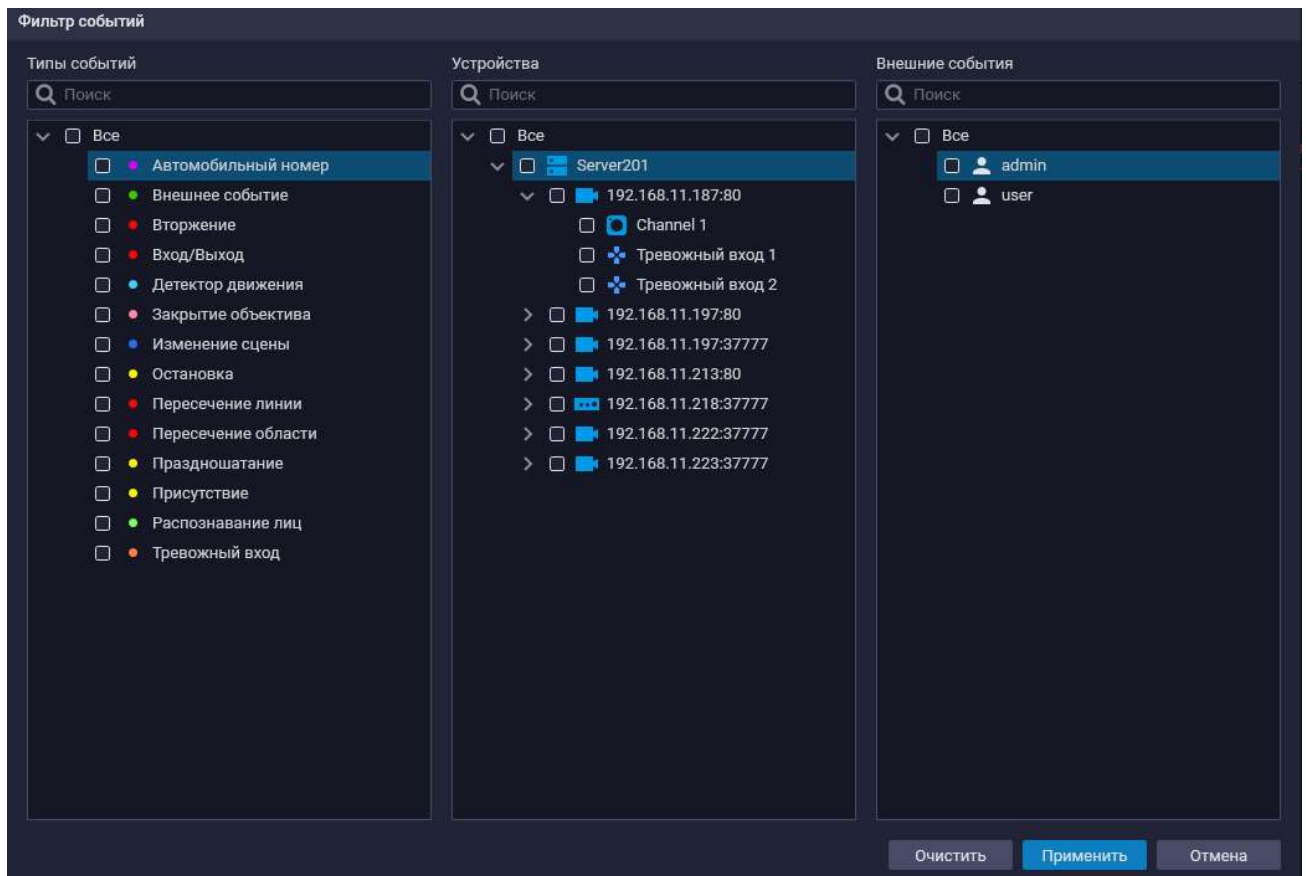 Фильтр событий
Типы событий
Поиск
Все
Автомобильный номер
Внешнее событие
Вторжение
Вход/Выход
Детектор движения
Закрытие объектива
Изменение сцены
Остановка
Пересечение линии
Пересечение области
Праздношатание
Присутствие
Распознавание лиц
Тревожный вход
Устройства
Поиск
Все
Server201
192.168.11.187:80
Channel 1
Тревожный вход 1
Тревожный вход 2
192.168.11.197:80
192.168.11.197:37777
192.168.11.213:80
192.168.11.218:37777
192.168.11.222:37777
192.168.11.223:37777
Внешние события
Поиск
Все
admin
user
Очистить
Применить
Отмена